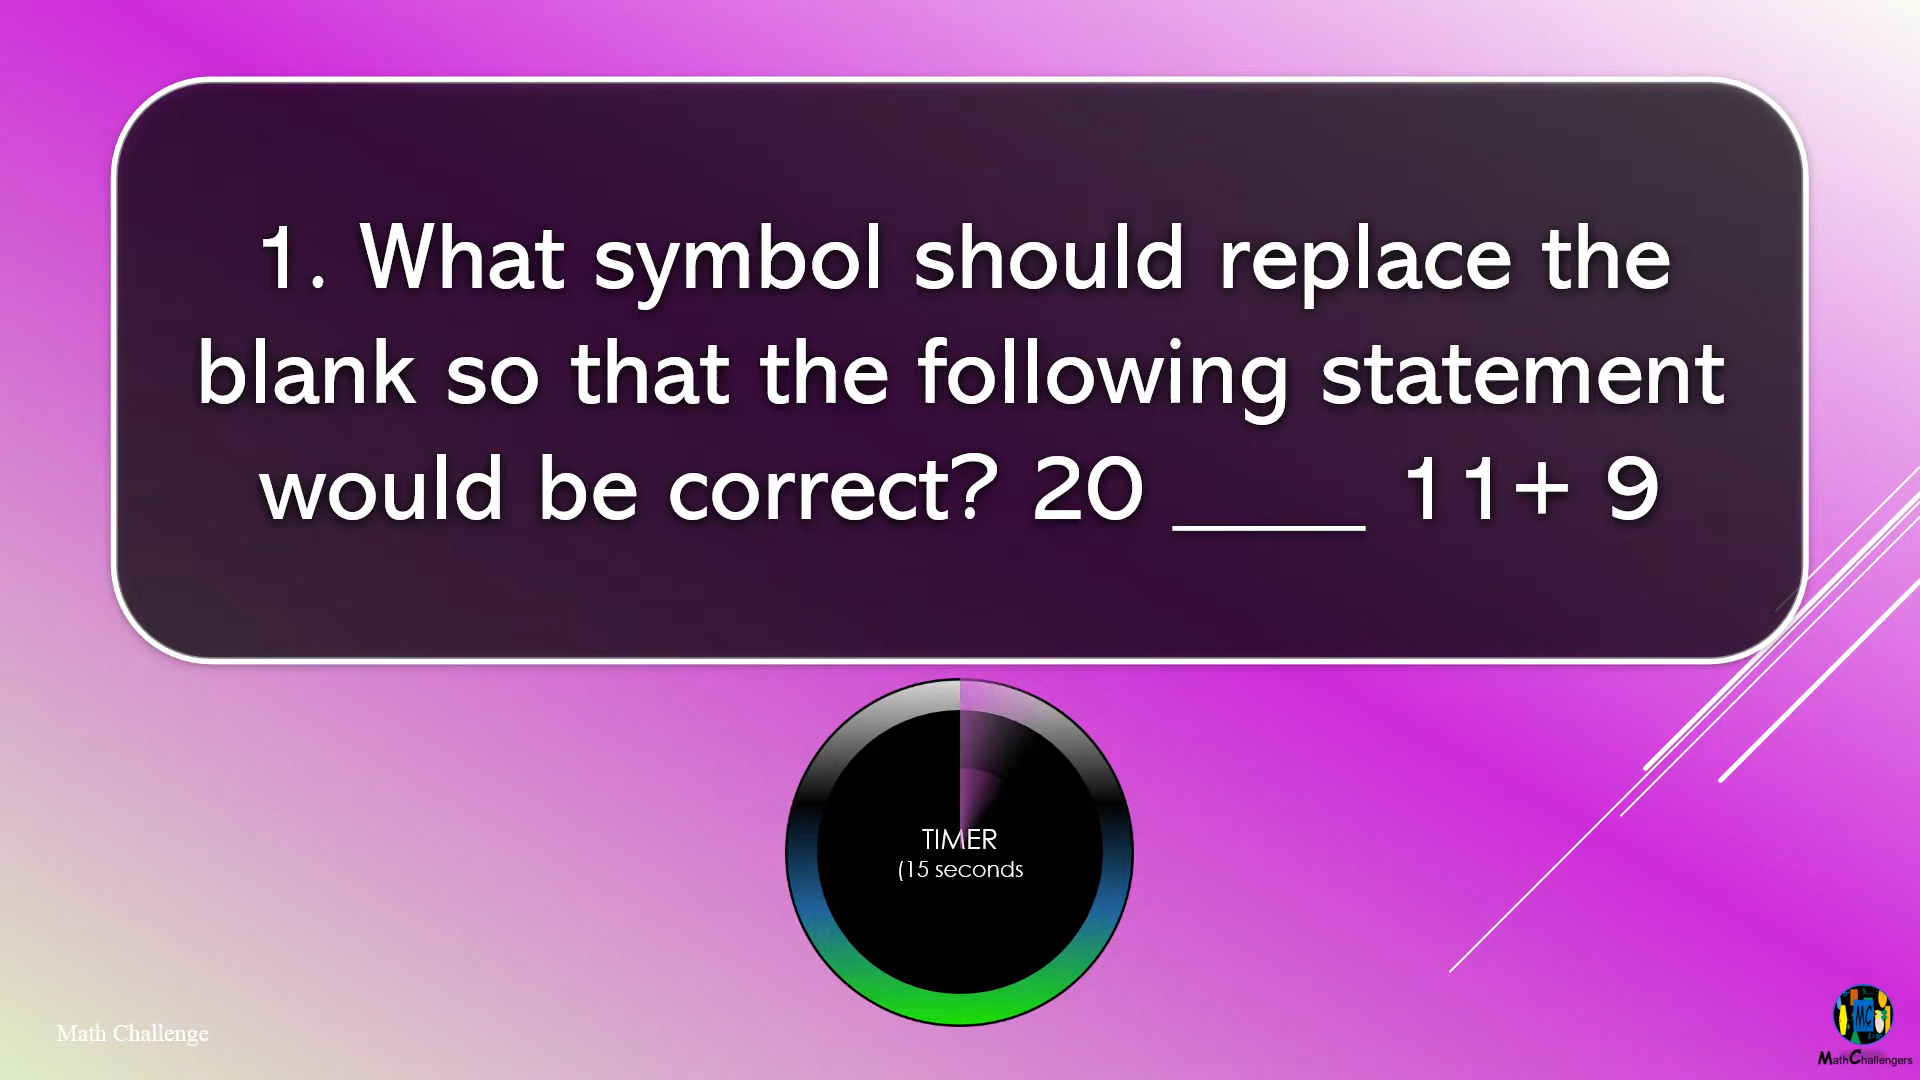 1. What symbol should replace the
blank so that the following statement
would be correct? 20 ____ 11+ 9
TIMER
(15 seconds
Math Challenge
MC
MathChallengers